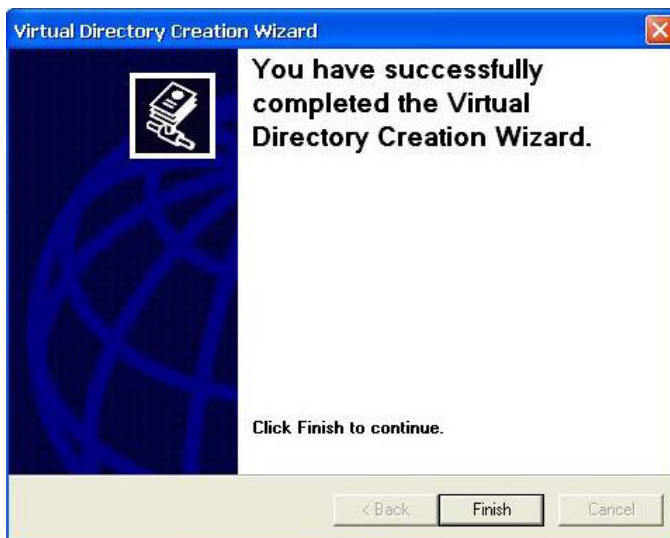 Virtual Directory Creation Wizard
You have successfully
completed the Virtual
Directory Creation Wizard.
Click Finish to continue.
< Back
Finish
Cancel